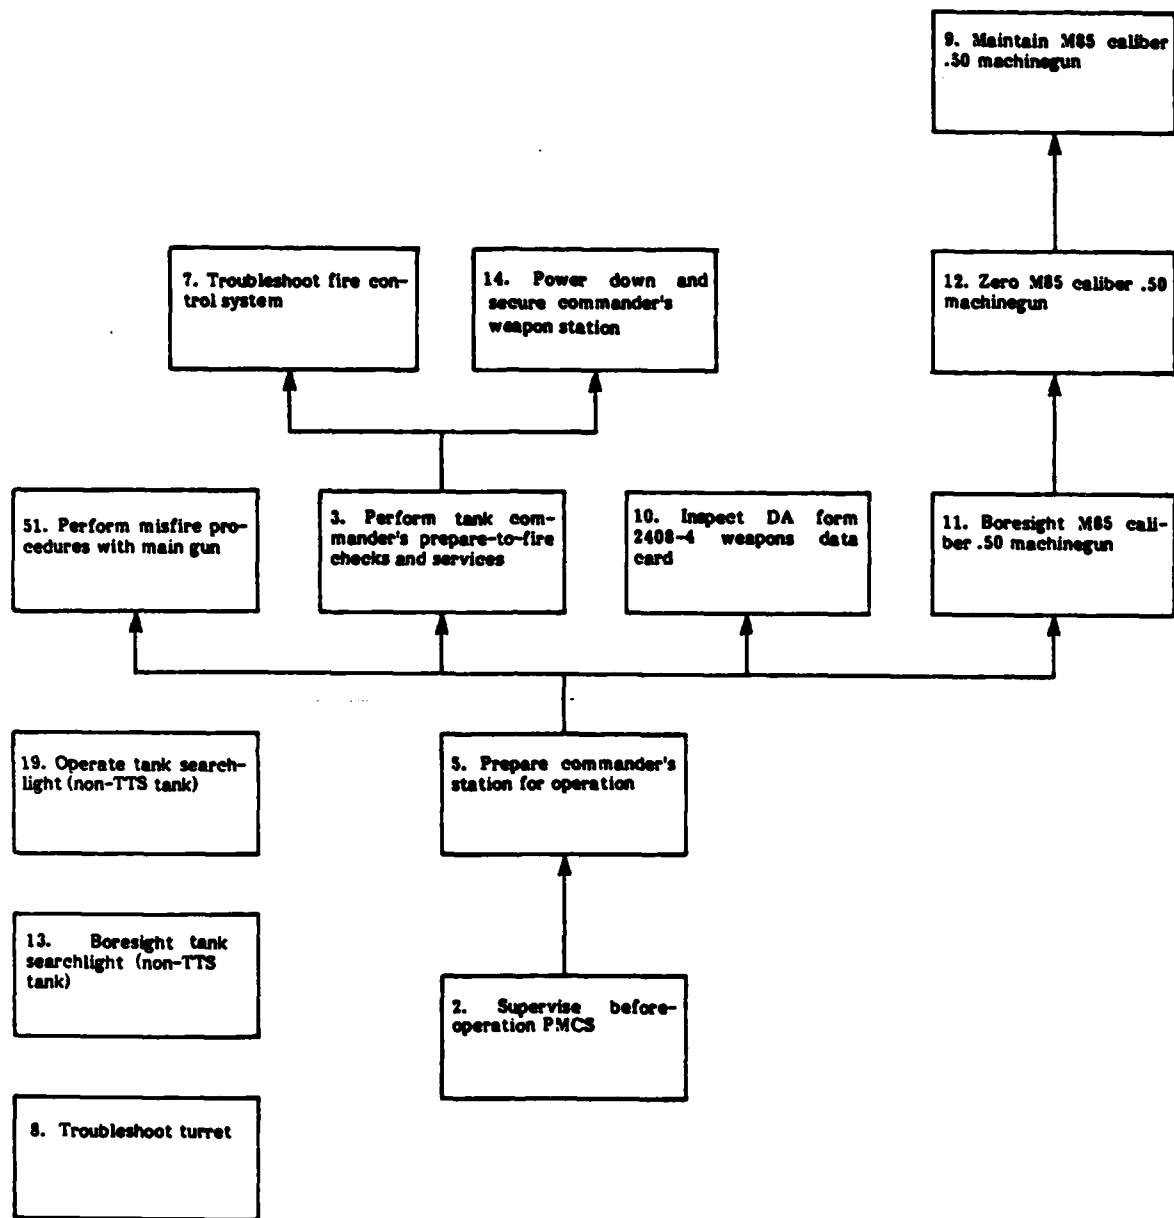 9. Maintain M85 caliber
.50 machinegun
7. Troubleshoot fire con-
trol system
14. Power down and
secure commander's
weapon station
12. Zero M85 caliber .50
machinegun
51. Perform misfire pro-
cedures with main gun
3. Perform tank com-
mander's prepare-to-fire
checks and services
10. Inspect DA form
2408-4 weapons data
card
11. Boresight M85 cali-
ber .50 machinegun
19. Operate tank search-
light (non-TTS tank)
5. Prepare commander's
station for operation
13. Boresight tank
searchlight (non-TTS
tank)
2. Supervise before-
operation PMCS
8. Troubleshoot turret